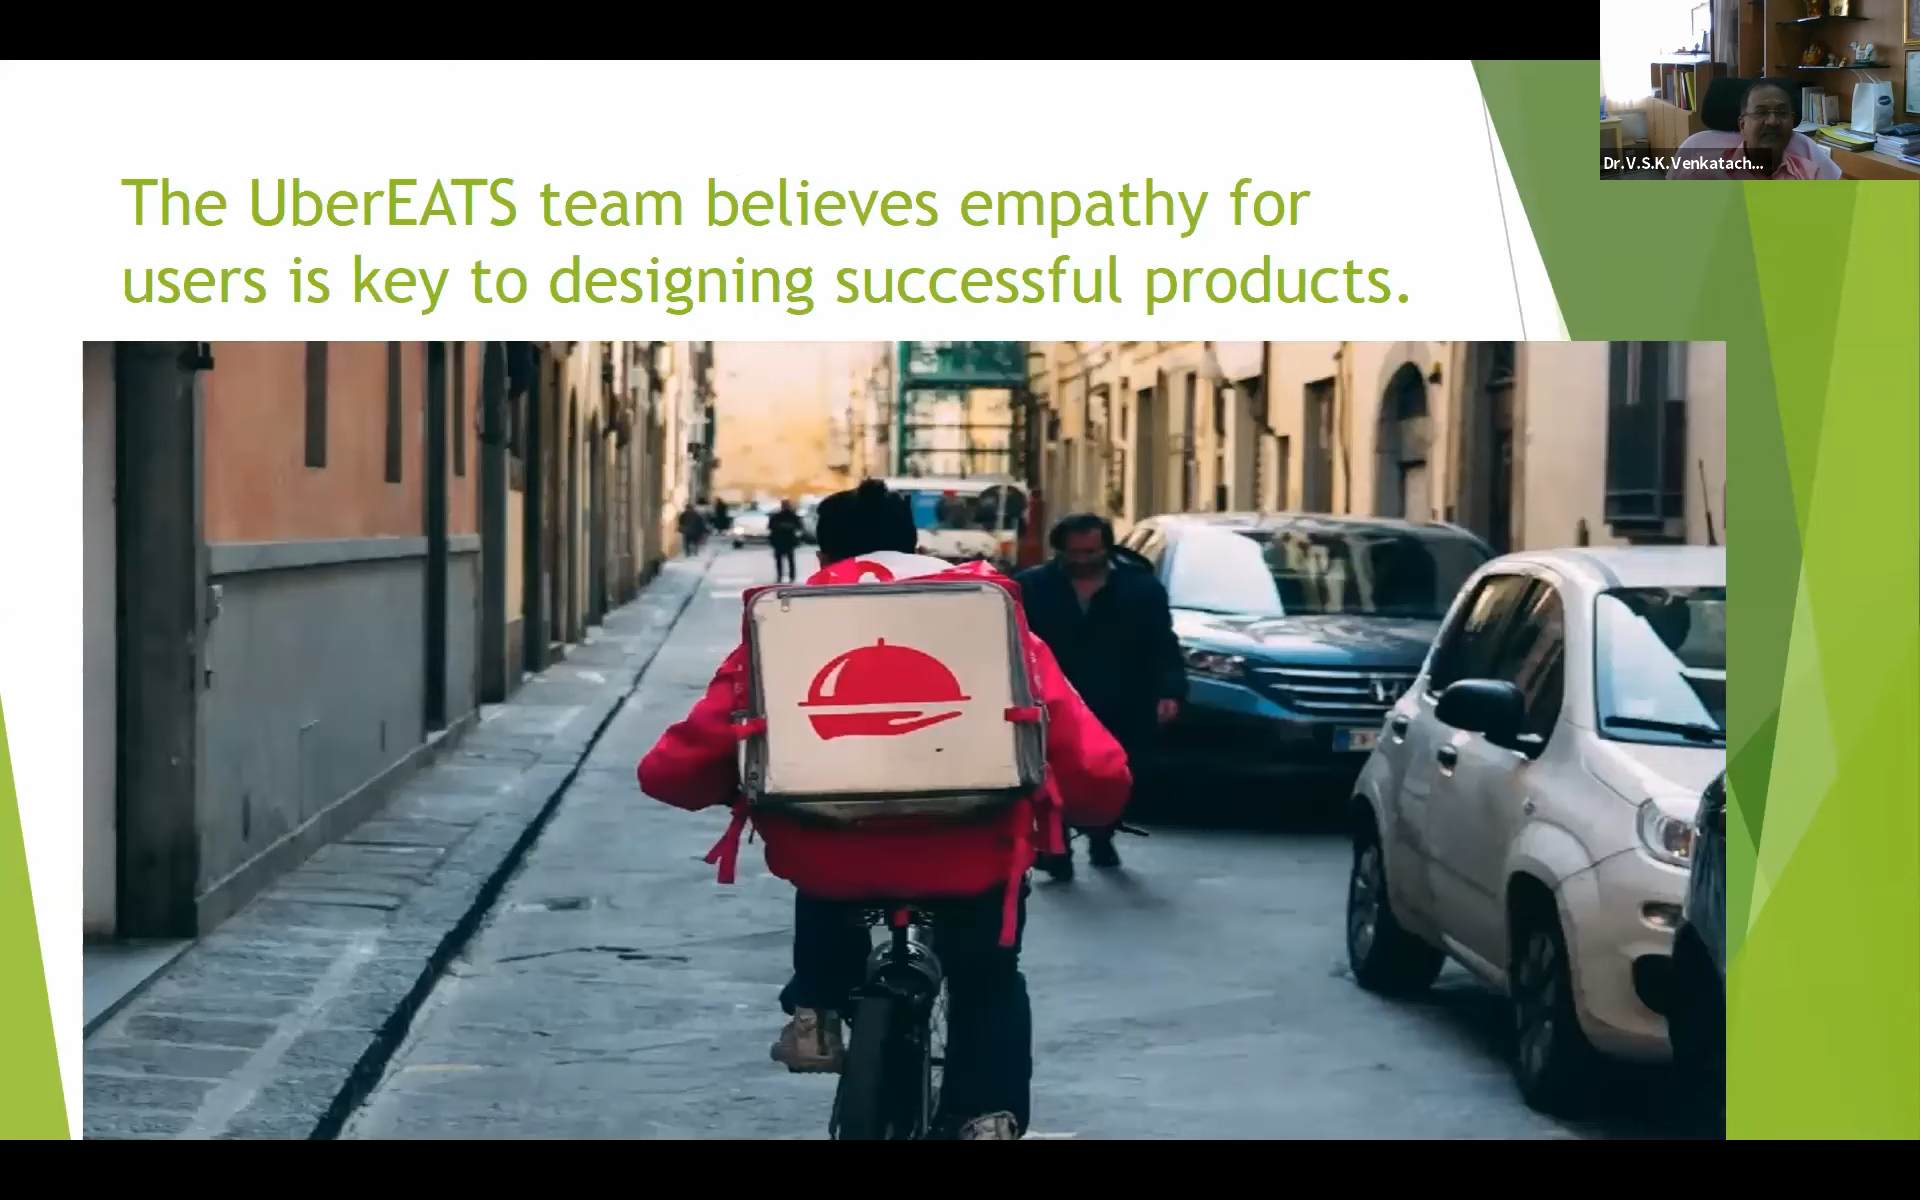 Dr.V.S.K.Venkatach...
The UberEATS team believes empathy for
users is key to designing successful products.